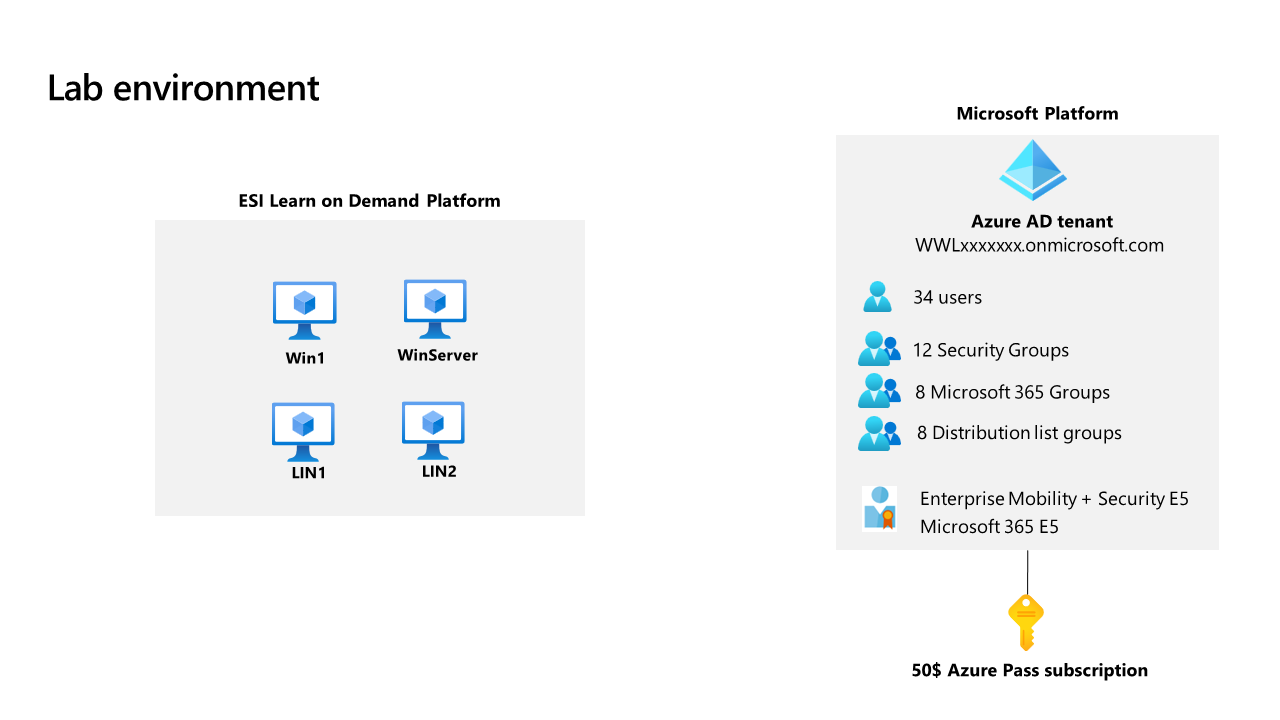 Lab environment
ESI Learn on Demand Platform
Win1
WinServer
LIN1
LIN2
Microsoft Platform
Azure AD tenant
WWLxxxxxxx.onmicrosoft.com
34 users
12 Security Groups
8 Microsoft 365 Groups
8 Distribution list groups
Enterprise Mobility + Security E5
Microsoft 365 E5
50$ Azure Pass subscription